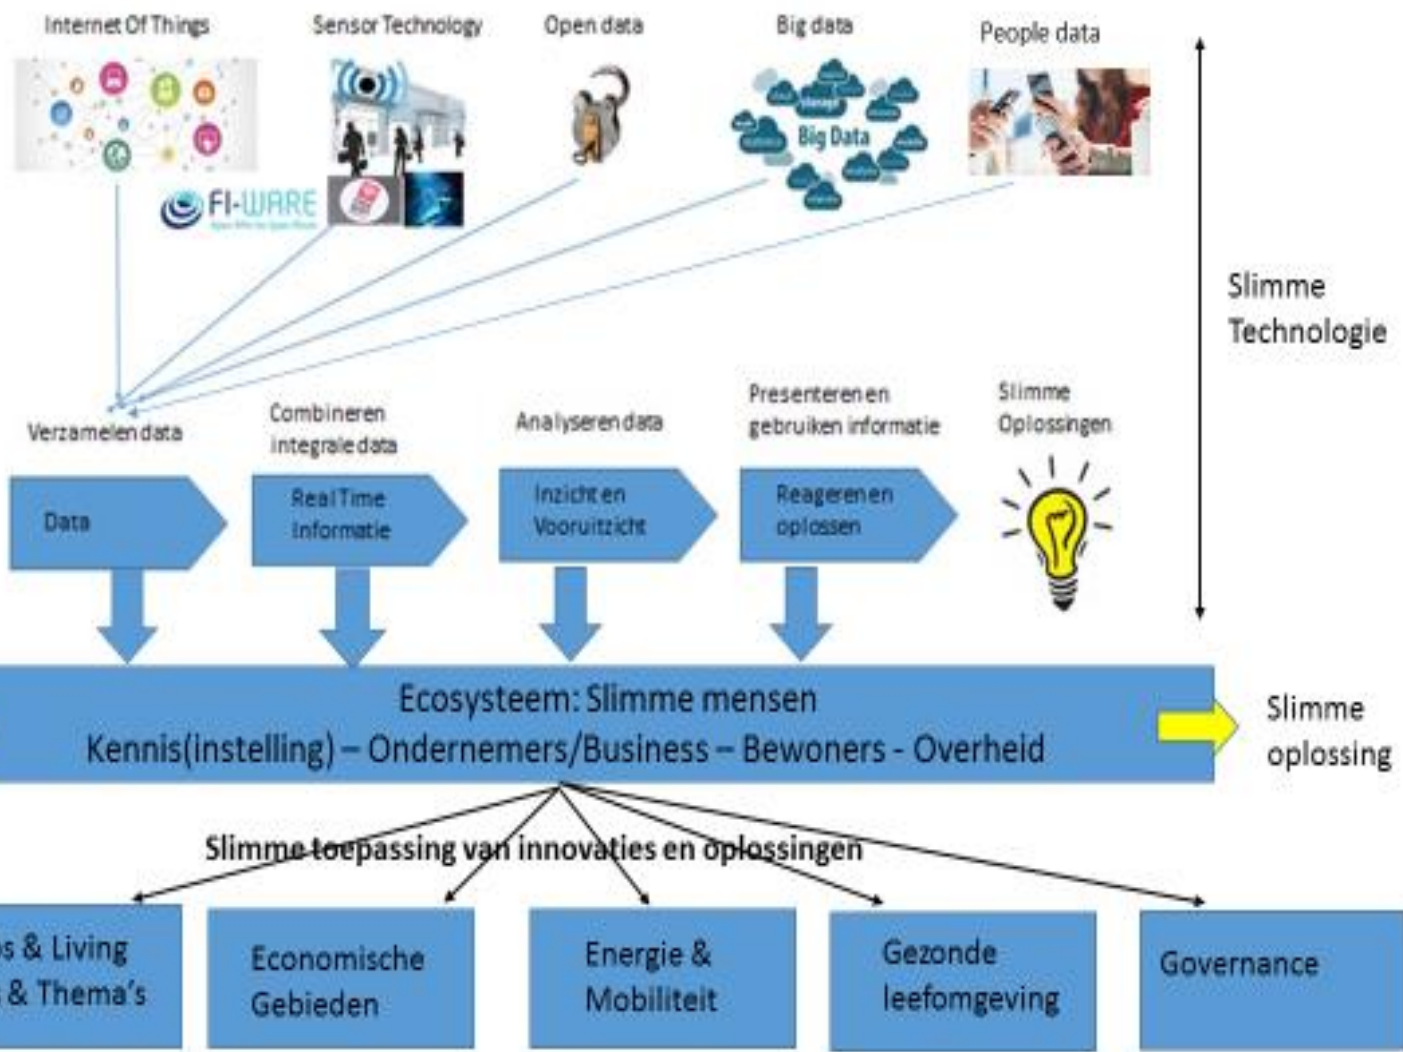 Internet Of Things
Sensor Technology
Open data
Big data
People data
Big Data
FI-WARE
Slimme
Technologie
Verzamelen data
Combineren
integrale data
Analyseren data
Presenteren en
gebruiken informatie
Slimme
Oplossingen
Data
Real Time
Informatie
Inzicht en
Vooruitzicht
Reageren en
oplossen
Ecosysteem: Slimme mensen
Kennis(instelling) – Ondernemers/Business – Bewoners - Overheid
Slimme
oplossing
Slimme toepassing van innovaties en oplossingen
& Living
& Thema's
Economische
Gebieden
Energie &
Mobiliteit
Gezonde
leefomgeving
Governance